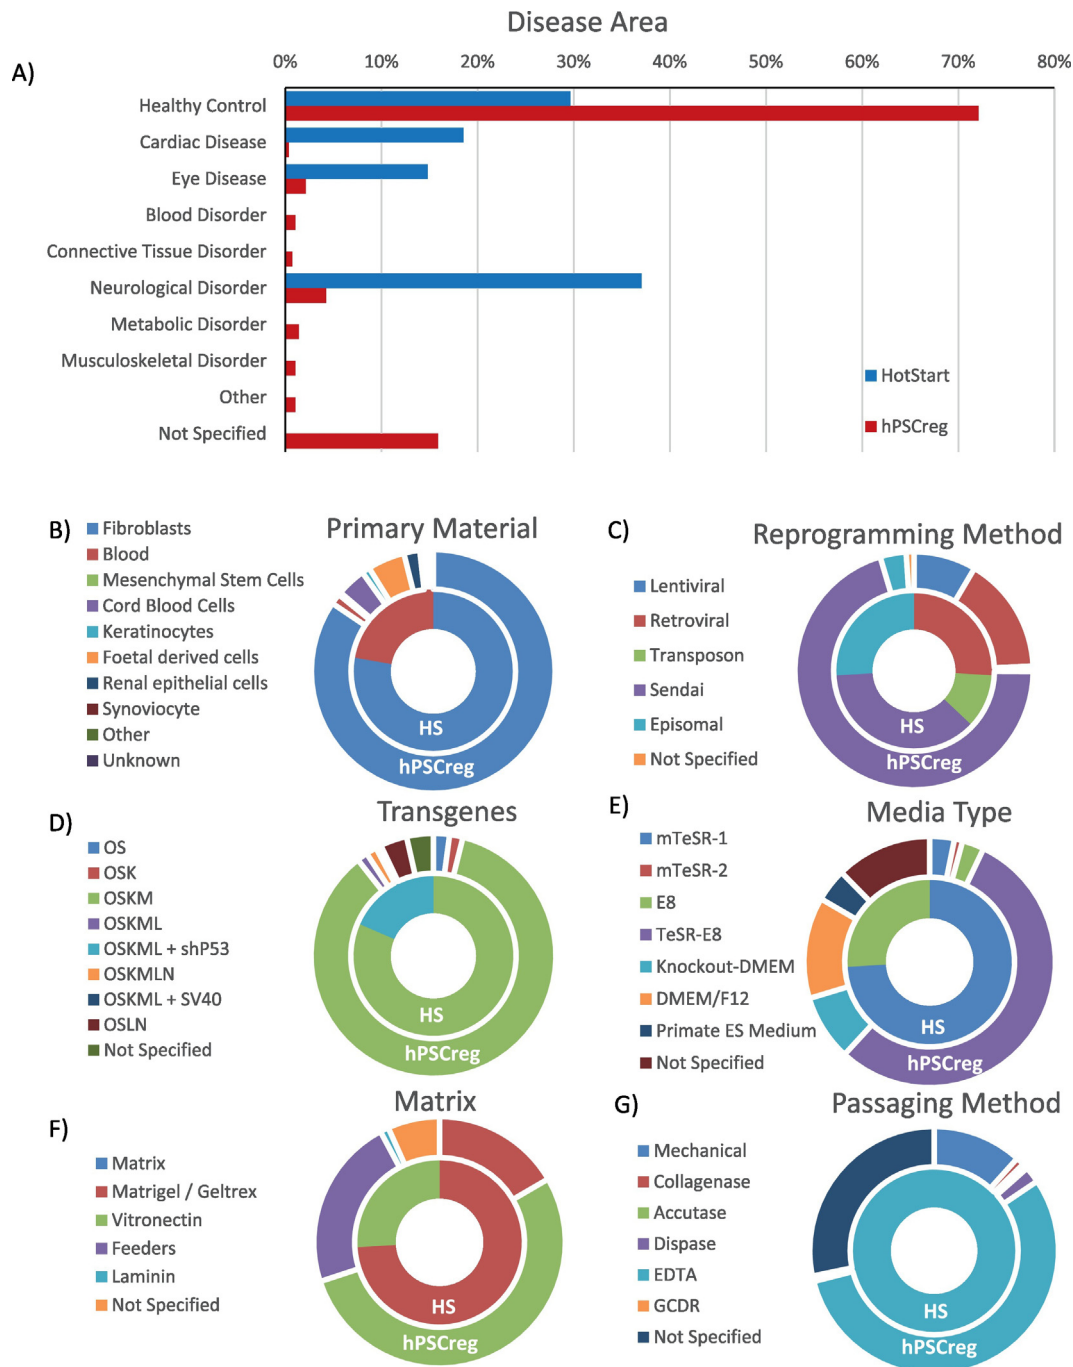 Disease Area
A)
0% 10% 20% 30% 40% 50% 60% 70% 80%
Healthy Control
Cardiac Disease
Eye Disease
Blood Disorder
Connective Tissue Disorder
Neurological Disorder
Metabolic Disorder
Musculoskeletal Disorder
Other
Not Specified
HotStart
hPSCreg
B)
Primary Material
Fibroblasts
Blood
Mesenchymal Stem Cells
Cord Blood Cells
Keratinocytes
Foetal derived cells
Renal epithelial cells
Synoviocyte
Other
Unknown
HS
hPSCreg
C)
Reprogramming Method
Lentiviral
Retroviral
Transposon
Sendai
Episomal
Not Specified
HS
hPSCreg
D)
Transgenes
OS
OSK
OSKM
OSKML
OSKML + shP53
OSKMLN
OSKML + SV40
OSLN
Not Specified
HS
hPSCreg
E)
Media Type
mTeSR-1
mTeSR-2
E8
TeSR-E8
Knockout-DMEM
DMEM/F12
Primate ES Medium
Not Specified
HS
hPSCreg
F)
Matrix
Matrix
Matrigel / Geltrex
Vitronectin
Feeders
Laminin
Not Specified
HS
hPSCreg
G)
Passaging Method
Mechanical
Collagenase
Accutase
Dispase
EDTA
GCDR
Not Specified
HS
hPSCreg